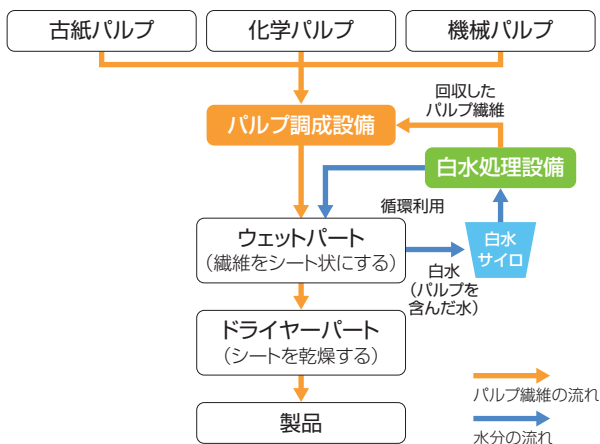 古紙パルプ
化学パルプ
機械パルプ
回収した
パルプ繊維
パルプ調成設備
白水処理設備
循環利用
ウェットパート
（繊維をシート状にする）
白水
サイロ
白水
（パルプを
含んだ水）
ドライヤーパート
（シートを乾燥する）
製品
パルプ繊維の流れ
水分の流れ